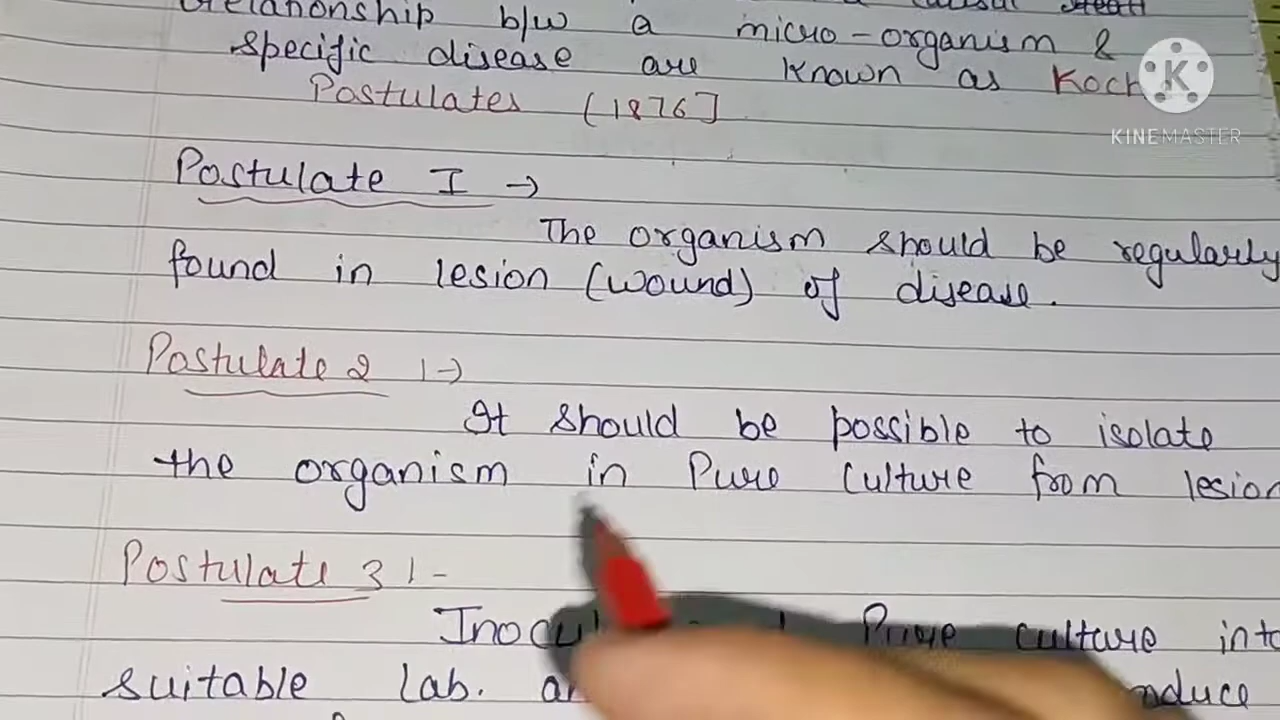 Relationship b/w a micro-organism &
specific disease are known as Koch
Postulates (1876]
KINEMASTER
Postulate I →
The organism should be regularly
found in lesion (wound) of disease.
Postulate 2 :→
It should be possible to isolate
the organism in Pure culture from lesion
Postulate 3 :-
Pure culture into
suitable lab.